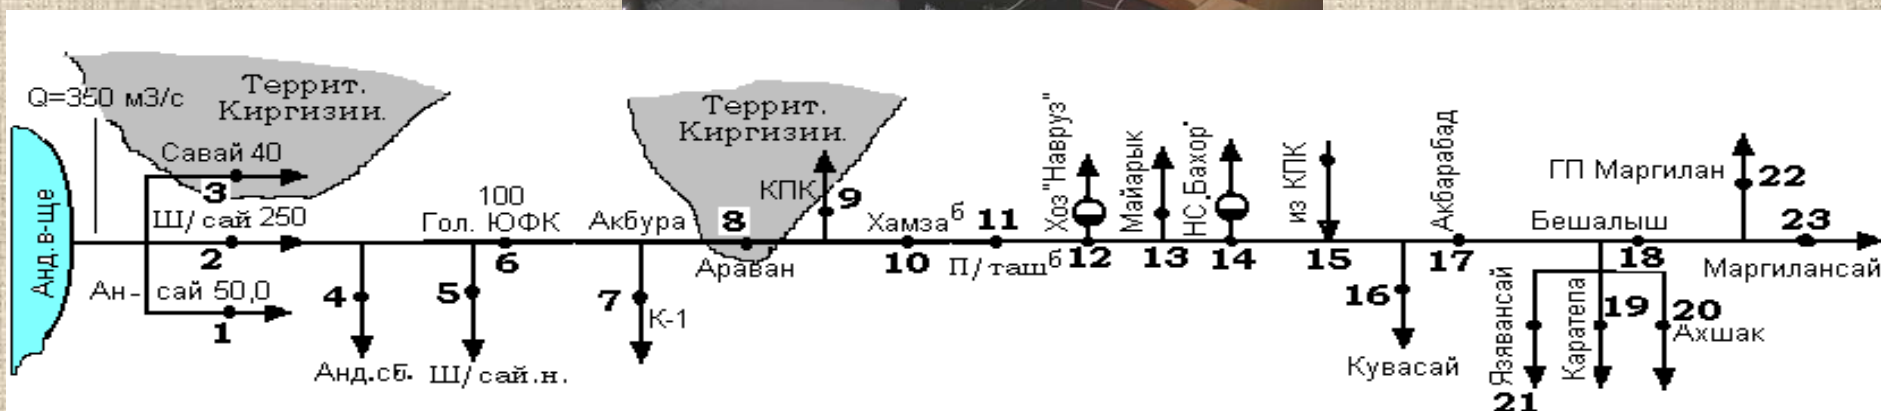 Q=350 м3/с
Террит.
Киргизии.
Савай 40
3
Ш/сай 250
2
Анд.в-ще
Ан-сай 50,0
1
4
Анд.сб.
5
Ш/сай.н.
100
Гол. ЮФК
6
Акбура
7
К-1
Террит.
Киргизии.
8
Араван
КПК
9
Хамза б
10
11
П/таш б
Хоз"Навруз"
12
Майарык
13
НС.Бахор'
14
из КПК
15
16
Кувасай
Акбарабад
17
Бешалыш
18
Язявансай
21
Каратепа
19
20
Ахшак
ГП Маргилан
22
23
Маргилансай